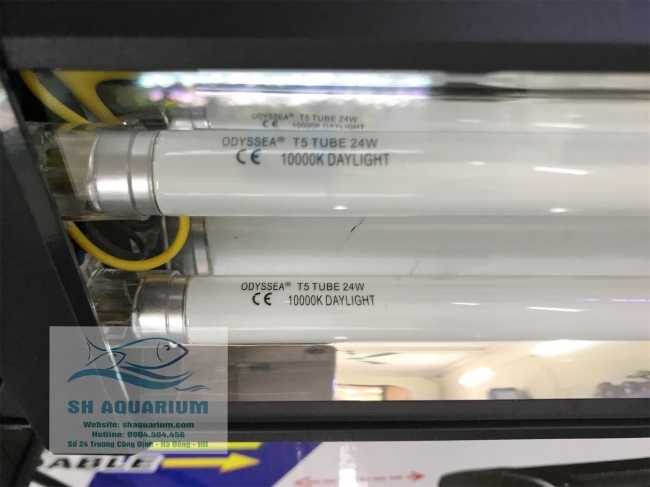 ODYSSEA® T5 TUBE 24W
CE 10000K DAYLIGHT
ODYSSEA® T5 TUBE 24W
CE 10000K DAYLIGHT
ODYSSEA® T5 TUBE 24W
CE 10000K DAYLIGHT
SH AQUARIUM
Website: shaquarium.com
Hotline: 0904.504.456
Số 24 Trương Công Định - Hà Đông - HN
ABLE